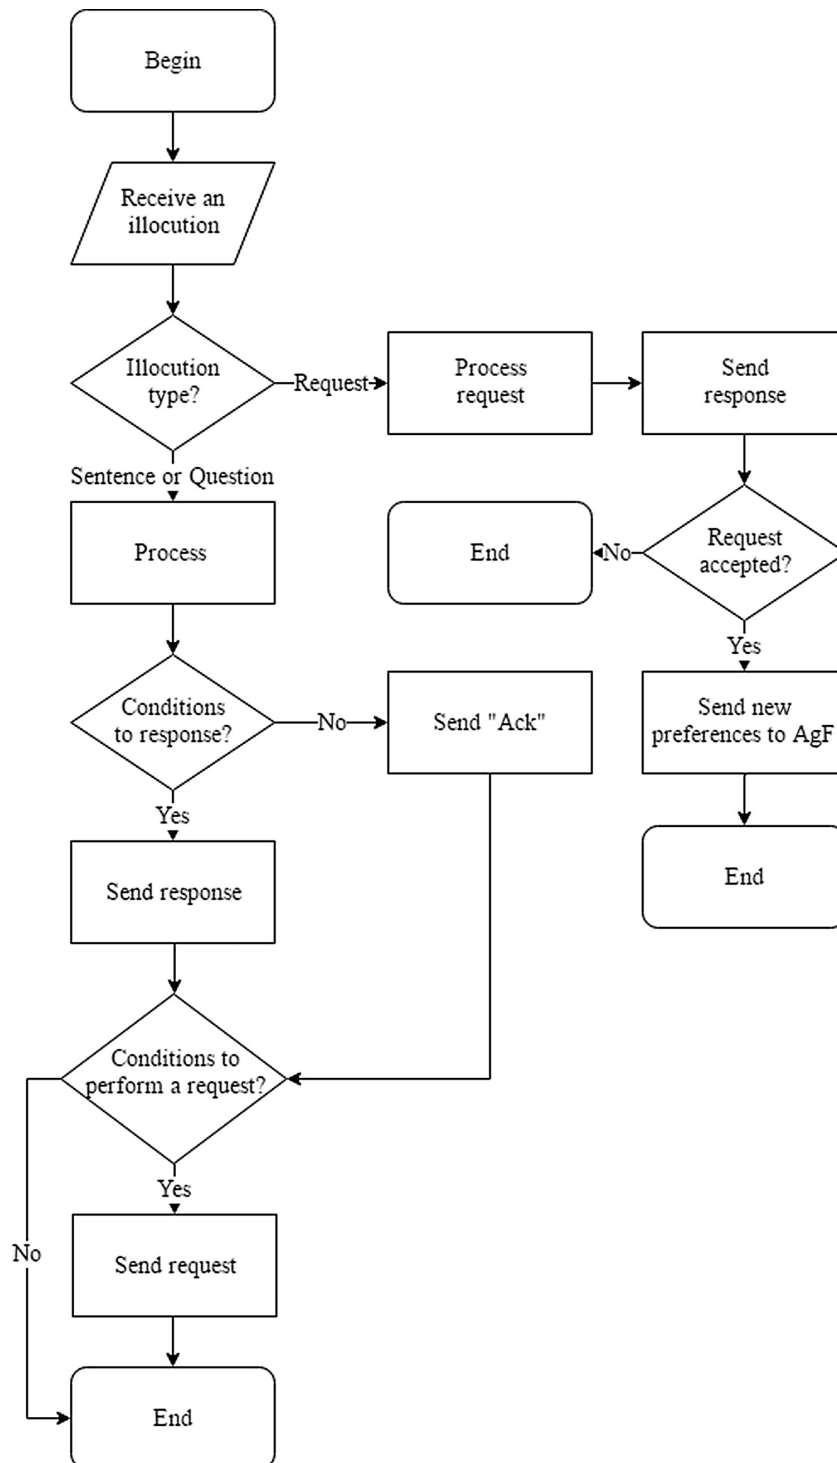 Begin
Receive an
illocution
Illocution
type?
Request
Process
request
Send
response
Sentence or Question
Process
End
No
Request
accepted?
Yes
Conditions
to response?
No
Send "Ack"
Send new
preferences to AgF
Yes
Send response
End
Conditions to
perform a request?
Yes
No
Send request
End